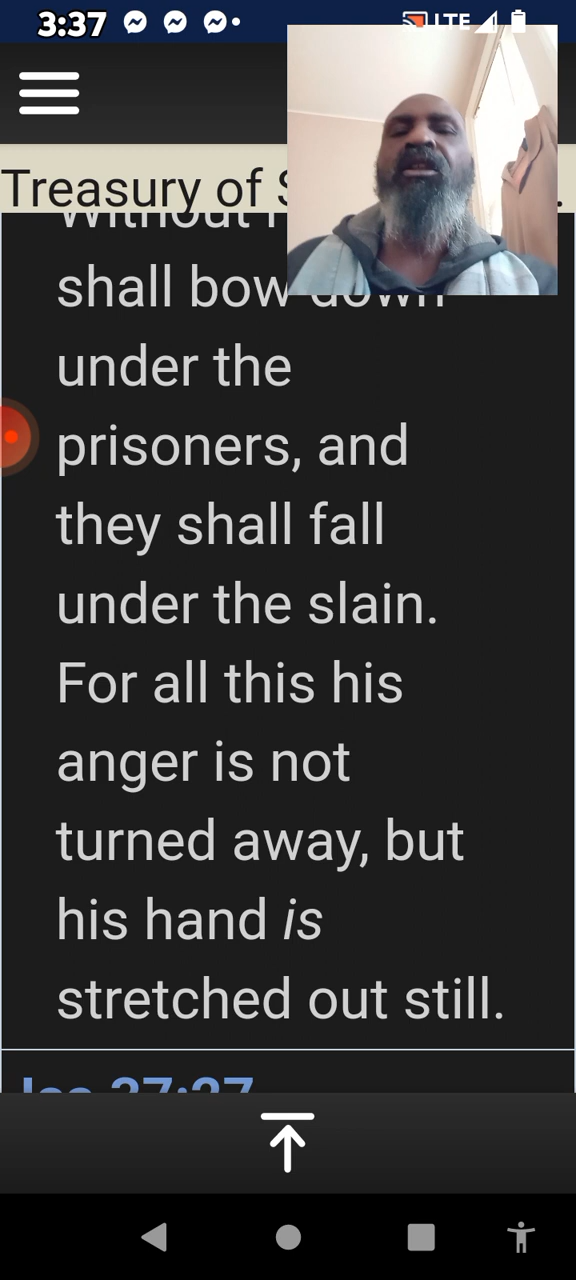 3:37
LTE
Treasury of
shall bow down
under the
prisoners, and
they shall fall
under the slain.
For all this his
anger is not
turned away, but
his hand is
stretched out still.